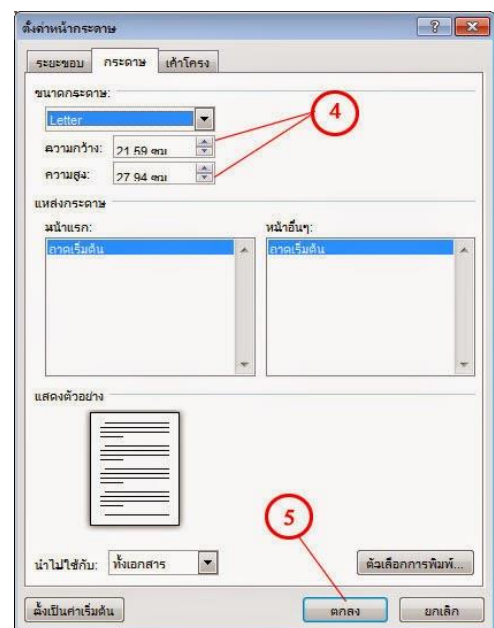 ตั้งค่าหน้ากระดาษ
ระยะขอบ กระดาษ เค้าโครง
ขนาดกระดาษ:
Letter
4
ความกว้าง: 21.59 ซม
ความสูง: 27.94 ซม
แหล่งกระดาษ
หน้าแรก: หน้าอื่นๆ:
ถาดเริ่มต้น ถาดเริ่มต้น
แสดงตัวอย่าง
5
นำไปใช้กับ: ทั้งเอกสาร ตัวเลือกการพิมพ์...
ตั้งเป็นค่าเริ่มต้น ตกลง ยกเลิก